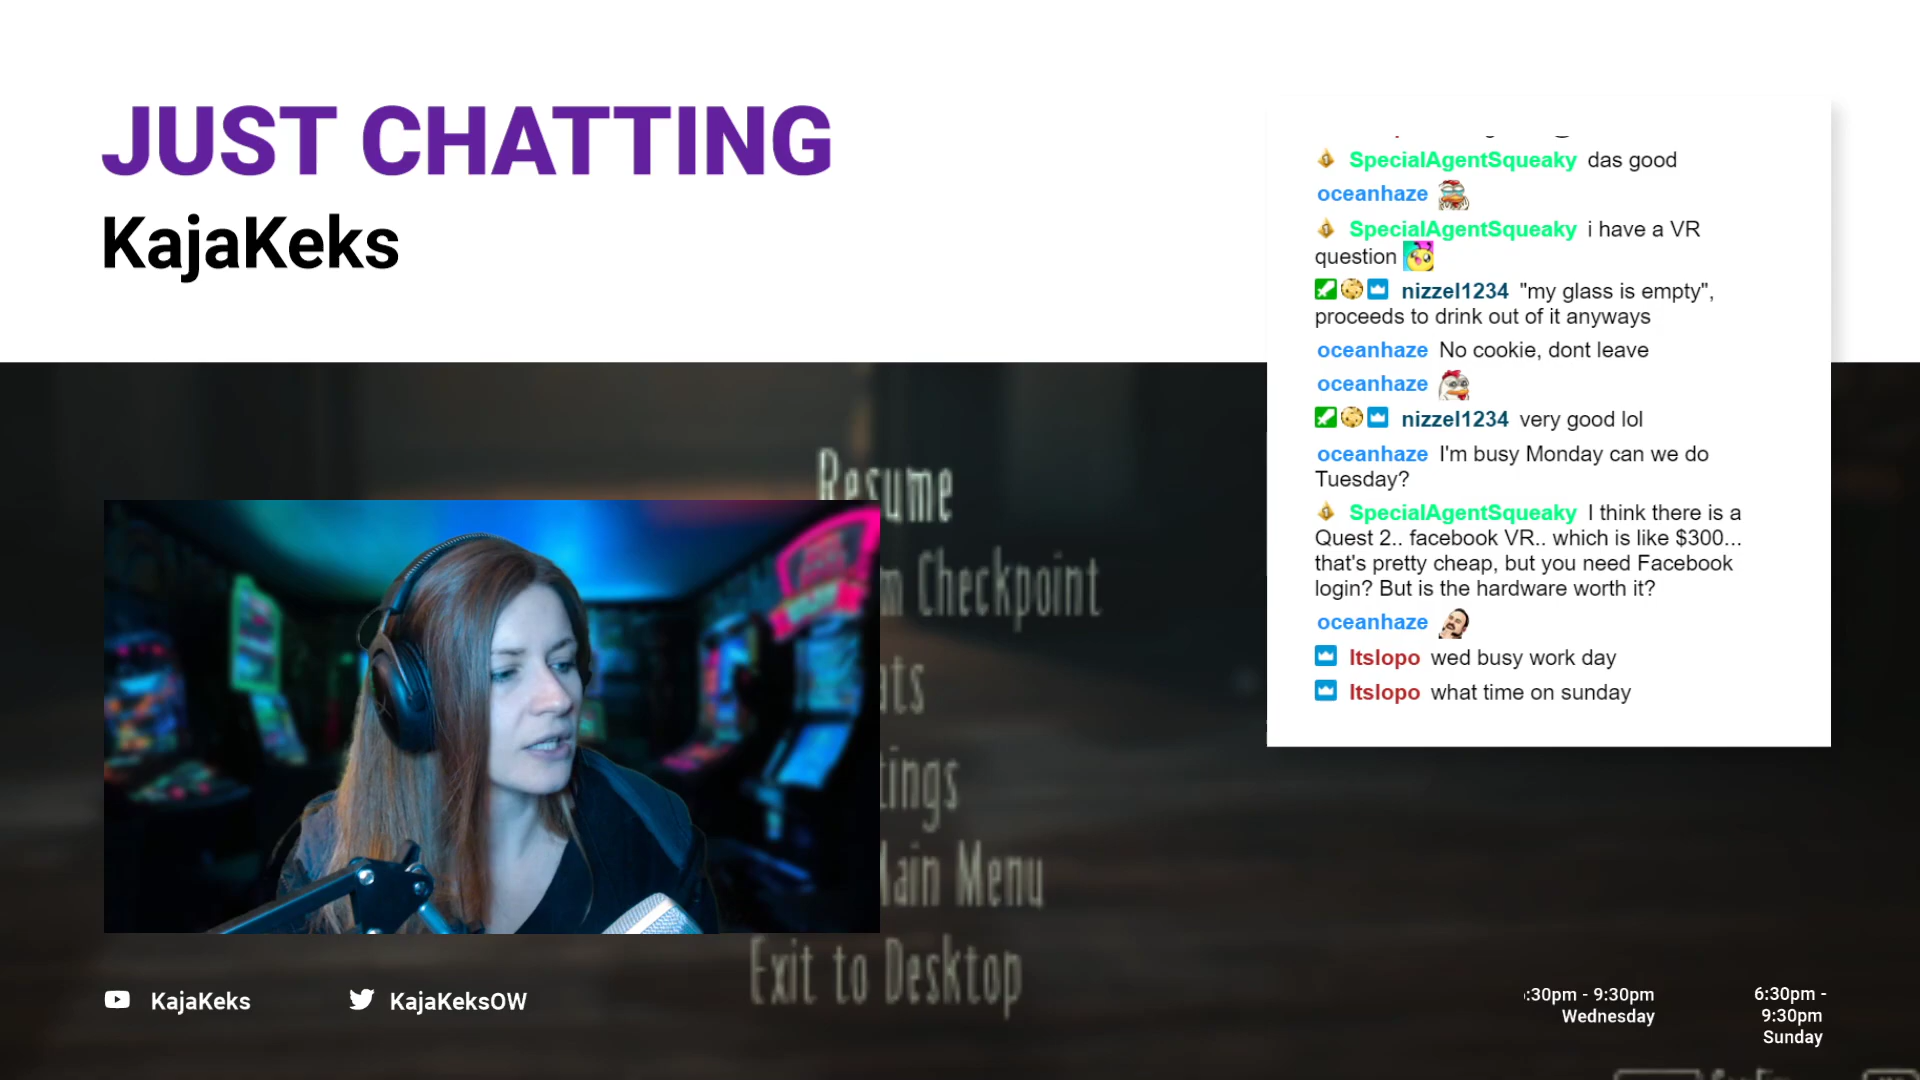 JUST CHATTING
KajaKeks
SpecialAgentSqueaky das good
oceanhaze
SpecialAgentSqueaky i have a VR
question
nizzel1234 "my glass is empty",
proceeds to drink out of it anyways
oceanhaze No cookie, dont leave
oceanhaze
nizzel1234 very good lol
oceanhaze I'm busy Monday can we do
Tuesday?
SpecialAgentSqueaky I think there is a
Quest 2.. facebook VR.. which is like $300...
that's pretty cheap, but you need Facebook
login? But is the hardware worth it?
oceanhaze
Itslopo wed busy work day
Itslopo what time on sunday
Resume
Checkpoint
Main Menu
Exit to Desktop
KajaKeks
KajaKeksOW
:30pm - 9:30pm
Wednesday
6:30pm -
9:30pm
Sunday